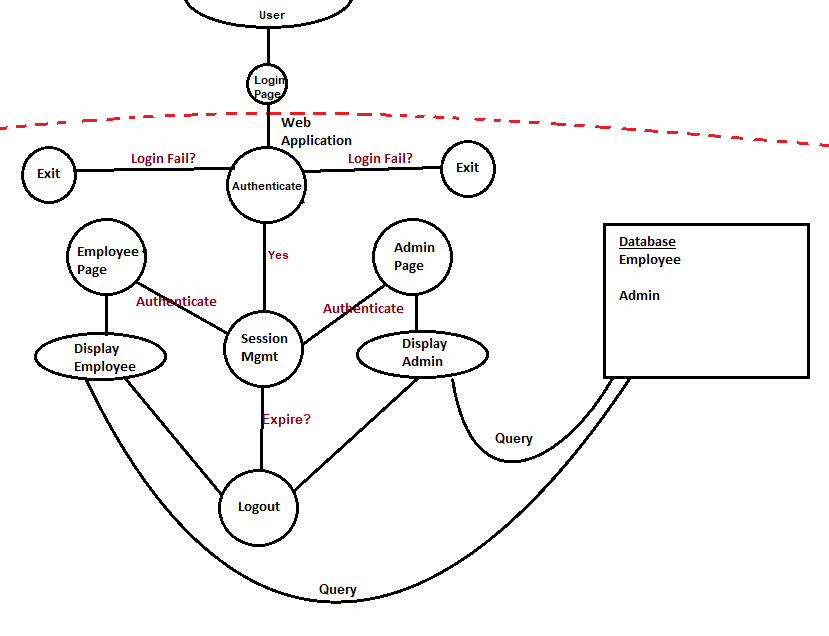 User
Login
Page
Web
Application
Login Fail?
Login Fail?
Exit
Exit
Authenticate
Employee
Page
Yes
Admin
Page
Database
Employee
Admin
Authenticate
Authenticate
Session
Mgmt
Display
Employee
Display
Admin
Expire?
Query
Logout
Query